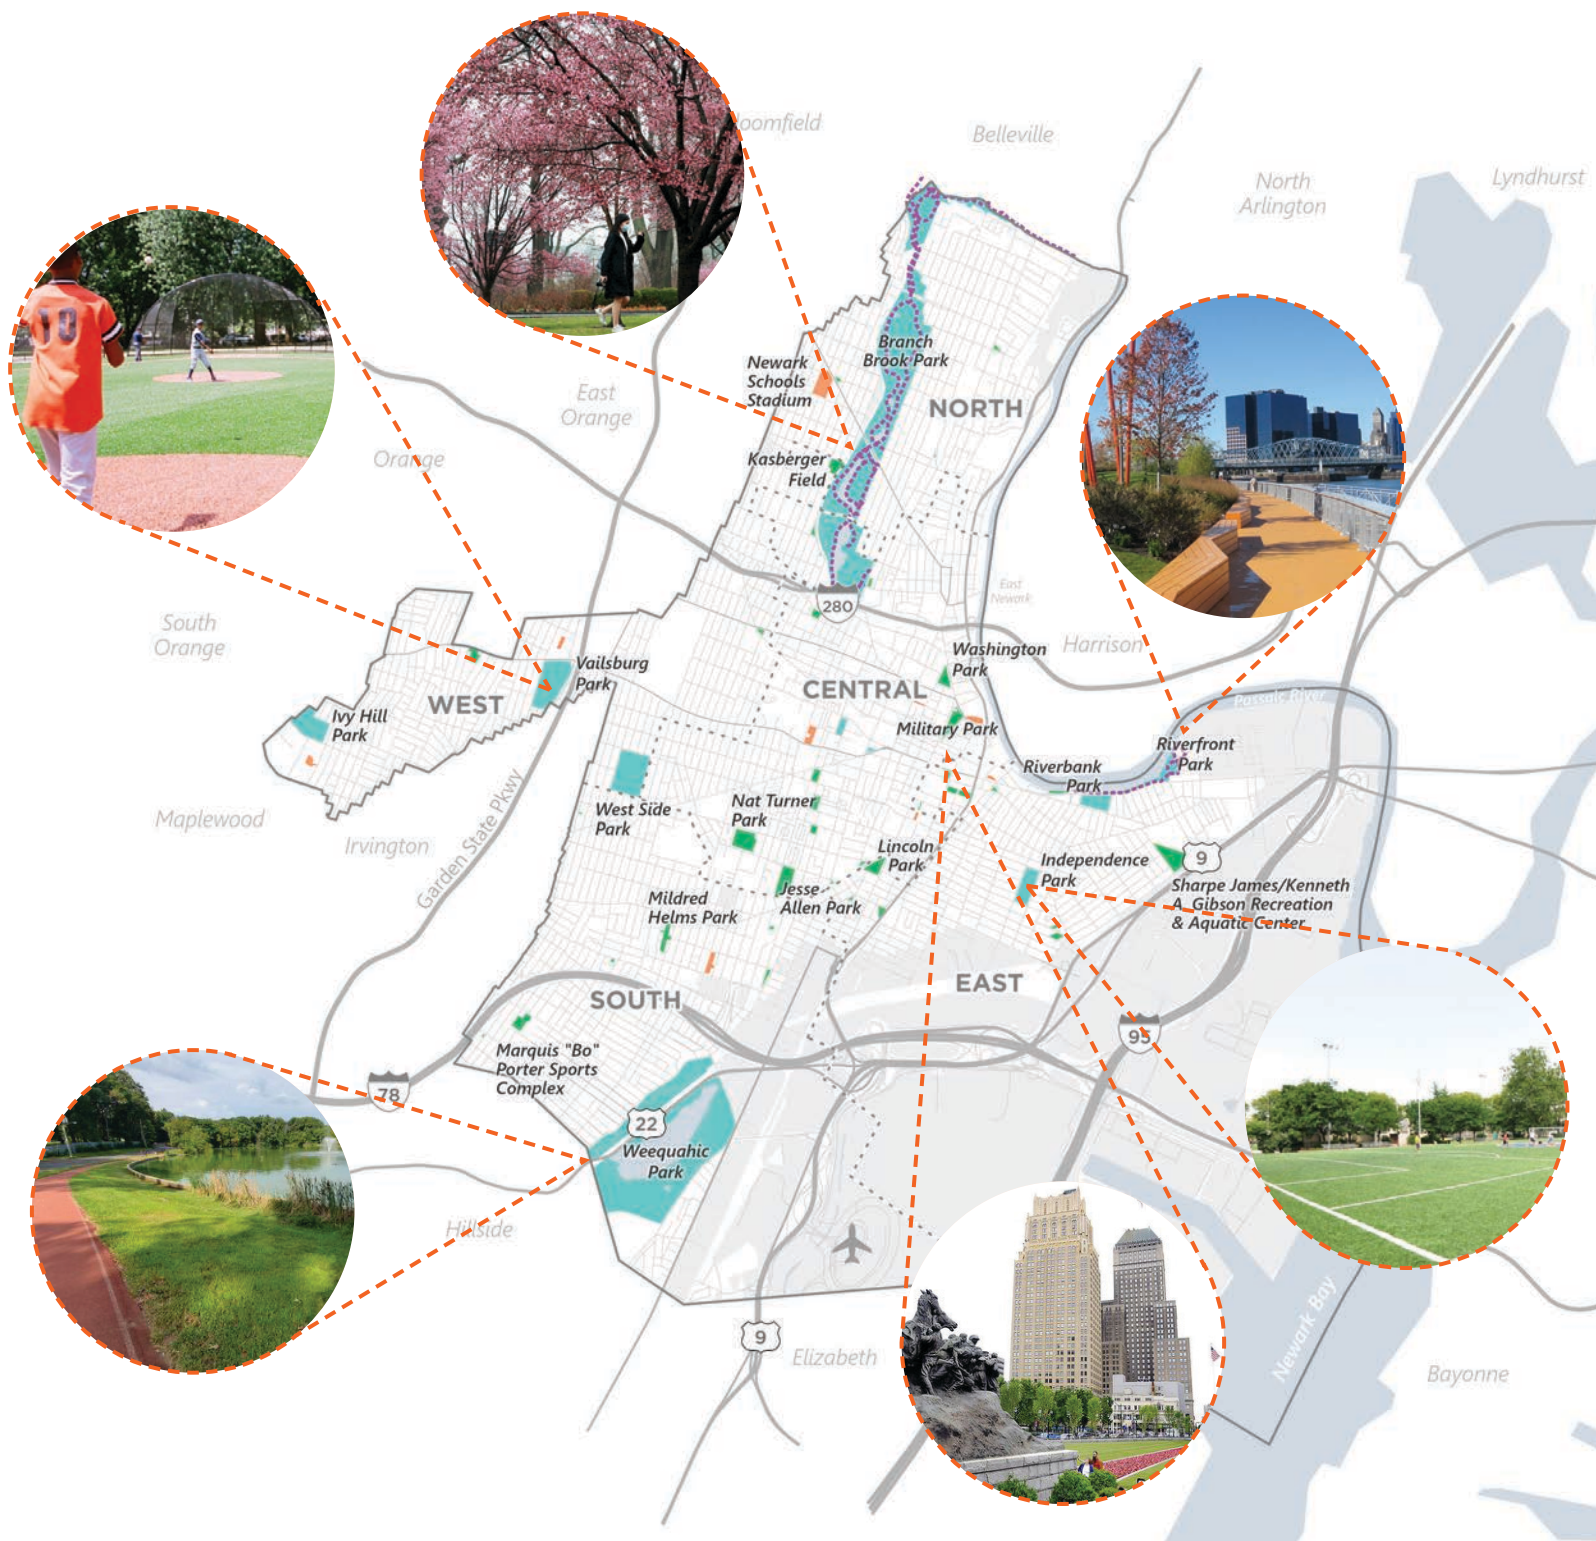 oomfield
Belleville
North
Arlington
Lyndhurst
10
Newark
Schools
Stadium
Branch
Brook Park
NORTH
East
Orange
Orange
Kasberger
Field
280
East
Newark
South
Orange
Harrison
Washington
Park
Vailsburg
Park
CENTRAL
WEST
Passaic River
Ivy Hill
Park
Military Park
Riverfront
Park
Riverbank
Park
Maplewood
Irvington
Garden State Pkwy
West Side
Park
Nat Turner
Park
Lincoln
Park
Independence
Park
9
Sharpe James/Kenneth
A. Gibson Recreation
& Aquatic Center
Mildred
Helms Park
Jesse
Allen Park
SOUTH
EAST
95
Marquis "Bo"
Porter Sports
Complex
78
22
Weequahic
Park
Hillside
9
Elizabeth
Newark Bay
Bayonne